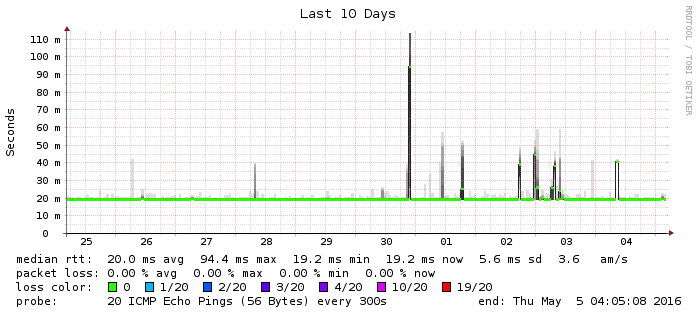 Last 10 Days
RRDTOOL / TOBI OETIKER
Seconds
110 m
100 m
90 m
80 m
70 m
60 m
50 m
40 m
30 m
20 m
10 m
0
25 26 27 28 29 30 01 02 03 04
median rtt: 20.0 ms avg 94.4 ms max 19.2 ms min 19.2 ms now 5.6 ms sd 3.6 am/s
packet loss: 0.00 % avg 0.00 % max 0.00 % min 0.00 % now
loss color: 0 1/20 2/20 3/20 4/20 10/20 19/20
probe: 20 ICMP Echo Pings (56 Bytes) every 300s end: Thu May 5 04:05:08 2016